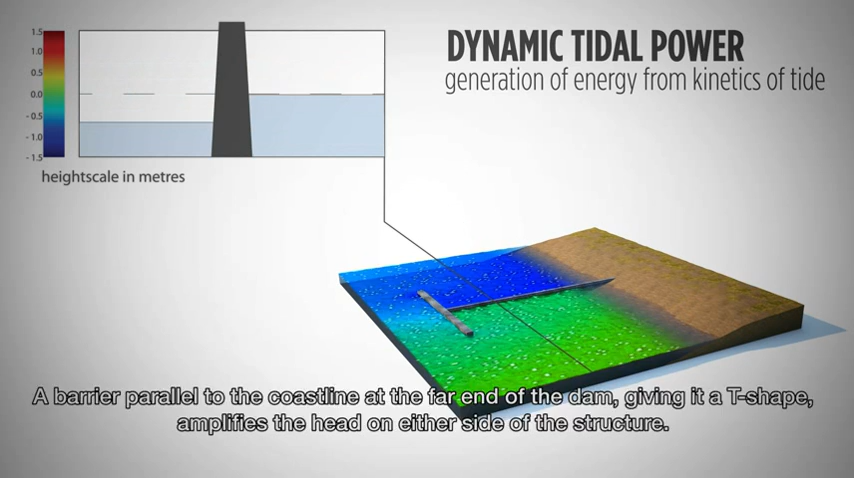 DYNAMIC TIDAL POWER
generation of energy from kinetics of tide
1.5
1.0
0.5
0.0
- 0.5
- 1.0
- 1.5
heightscale in metres
A barrier parallel to the coastline at the far end of the dam, giving it a T-shape,
amplifies the head on either side of the structure.